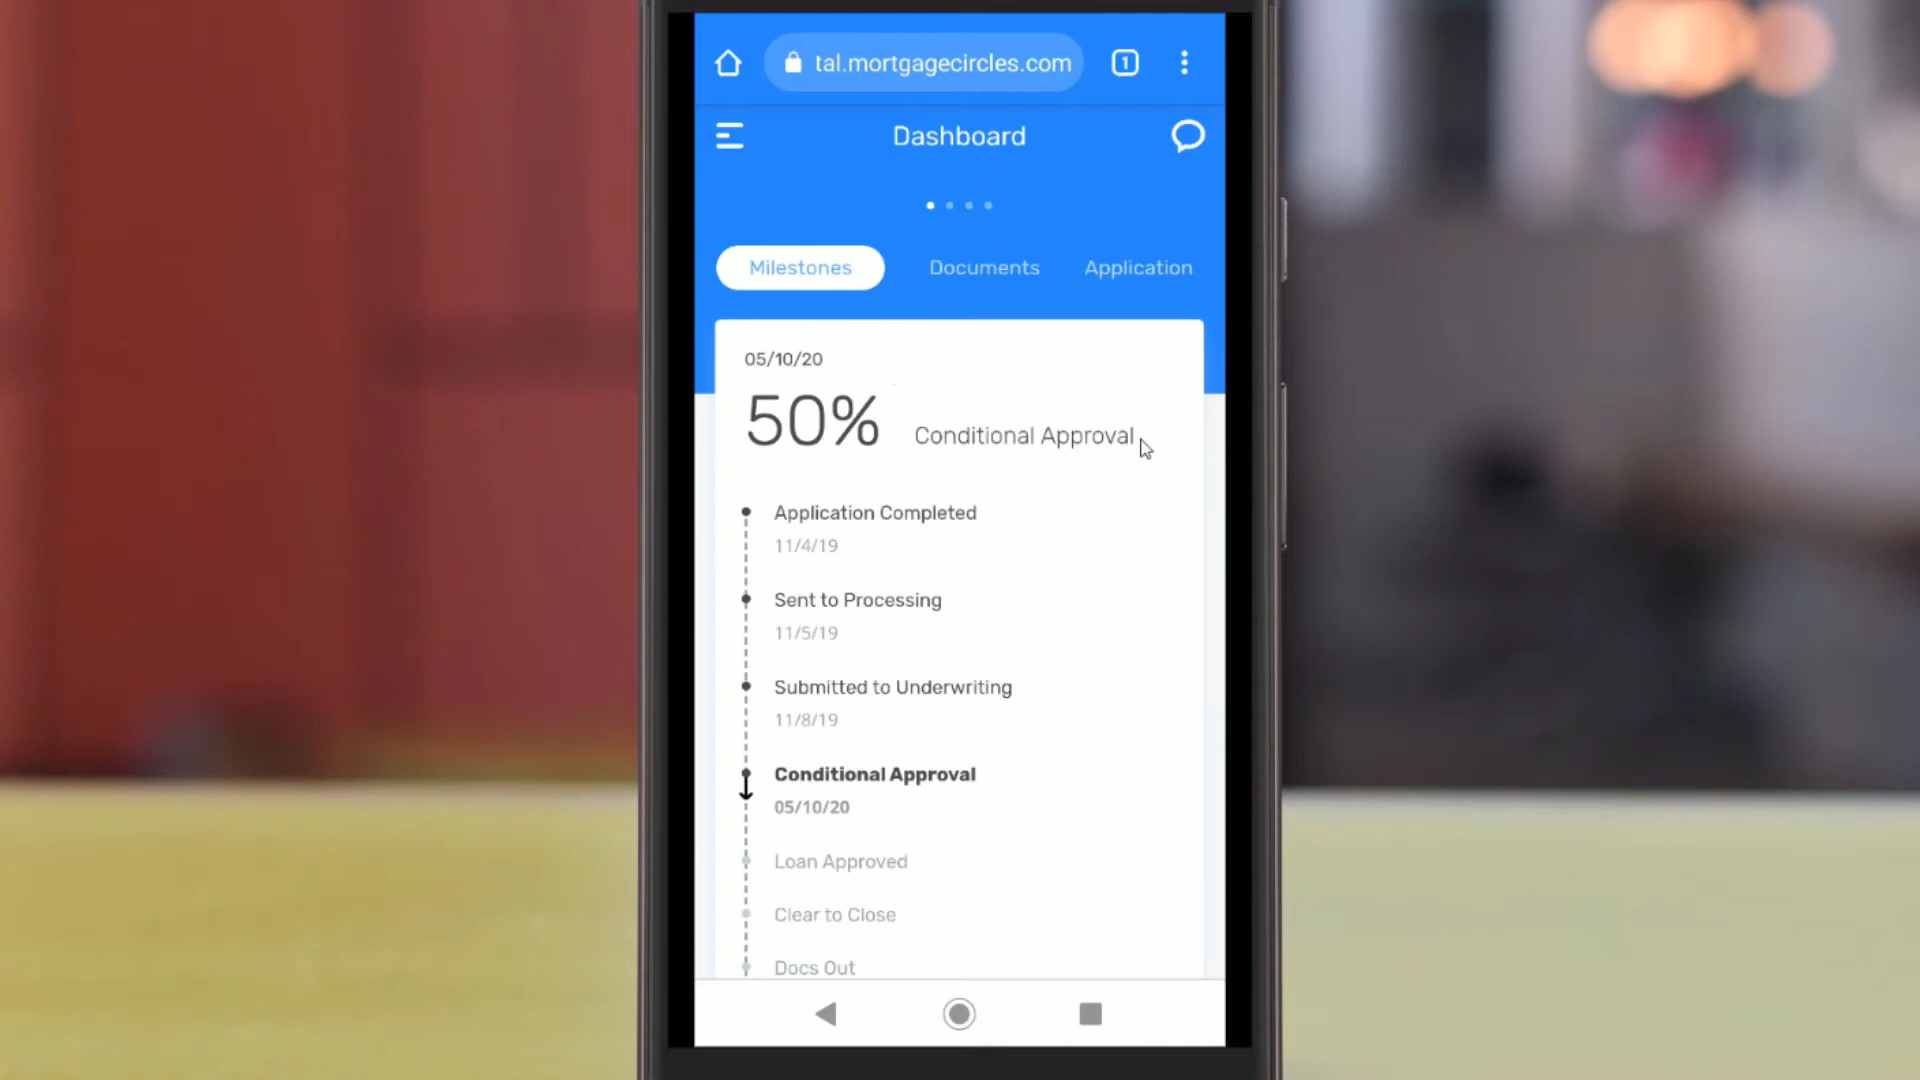 tal.mortgagecircles.com
1
Dashboard
Milestones
Documents
Application
05/10/20
50%
Conditional Approval
Application Completed
11/4/19
Sent to Processing
11/5/19
Submitted to Underwriting
11/8/19
Conditional Approval
05/10/20
Loan Approved
Clear to Close
Docs Out